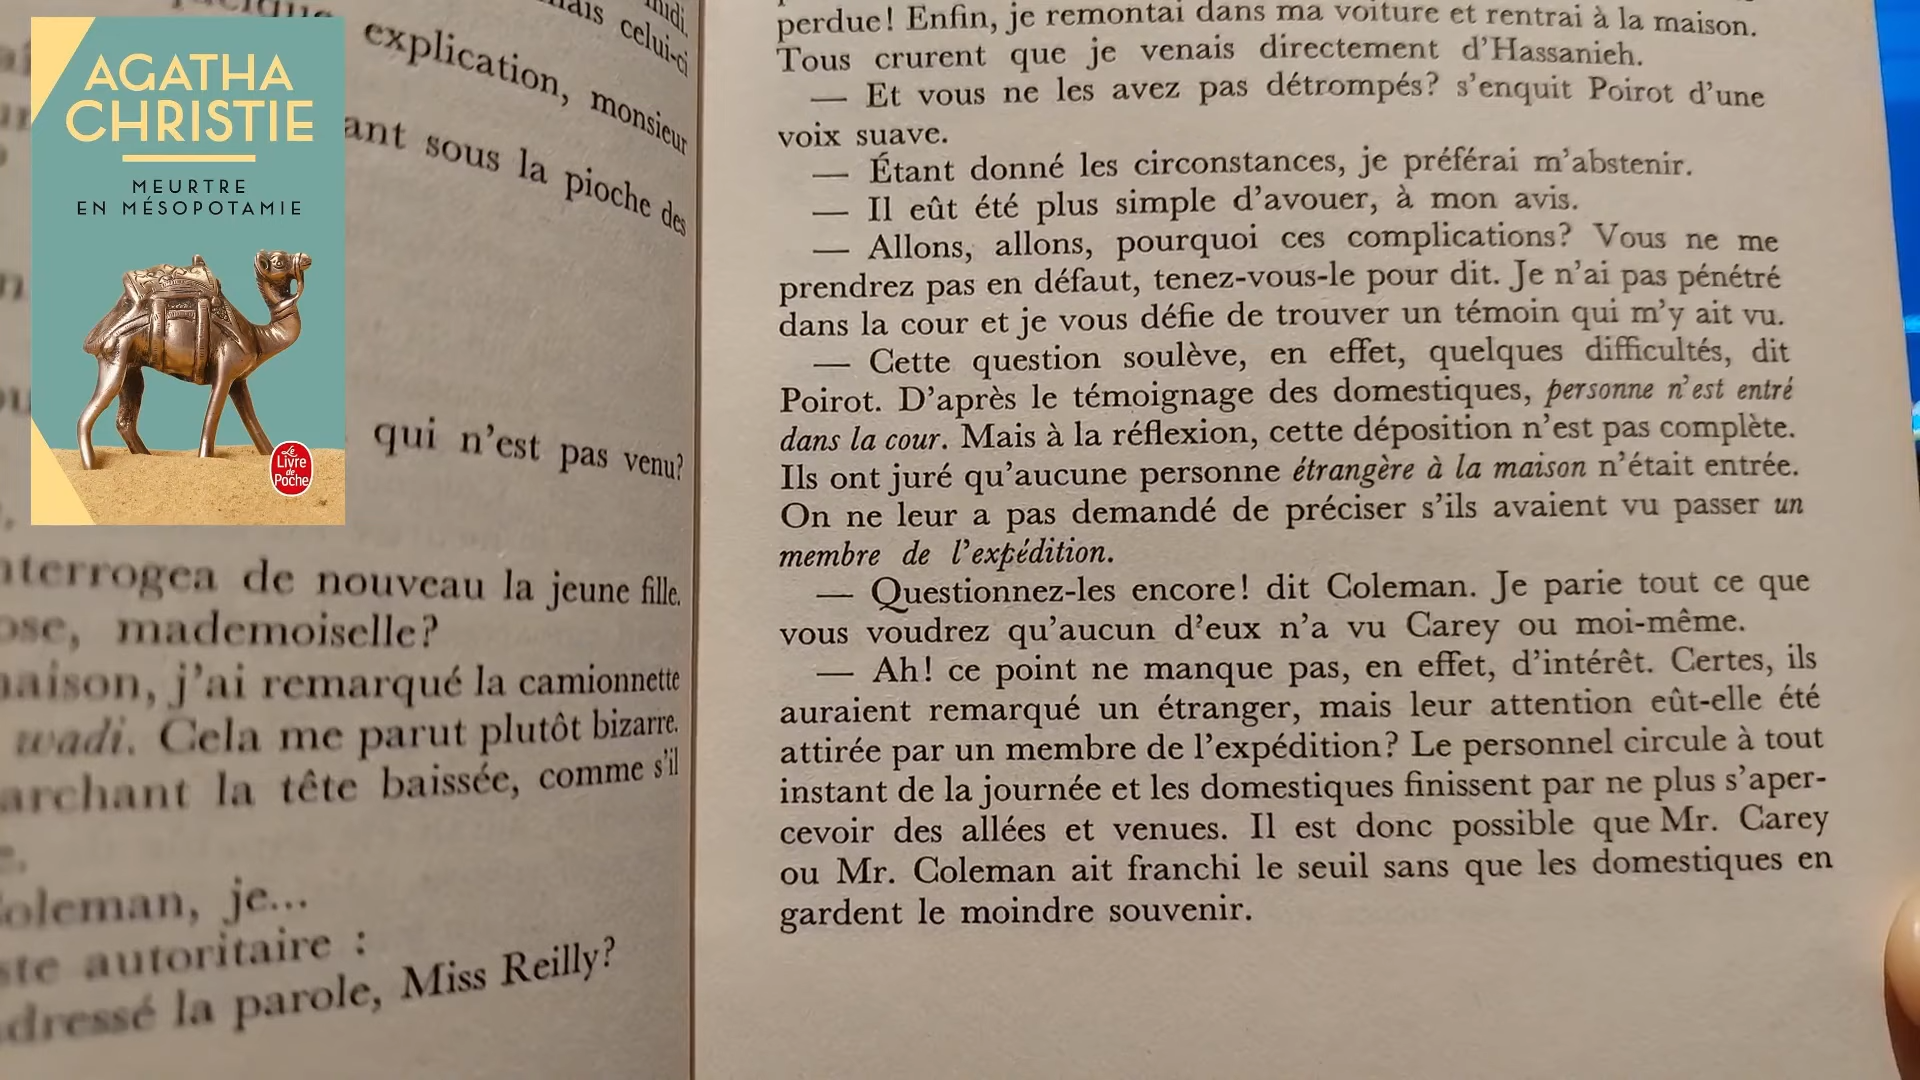 AGATHA
CHRISTIE
MEURTRE
EN MÉSOPOTAMIE
Le
Livre
de
Poche
midi.
celui-ci
explication, monsieur
sous la pioche des
qui n'est pas venu?
de nouveau la jeune fille.
mademoiselle?
j'ai remarqué la camionnette
wadi. Cela me parut plutôt bizarre.
la tête baissée, comme s'il
je...
autoritaire :
la parole, Miss Reilly?
perdue! Enfin, je remontai dans ma voiture et rentrai à la maison.
Tous crurent que je venais directement d'Hassanieh.
— Et vous ne les avez pas détrompés? s'enquit Poirot d'une
voix suave.
— Étant donné les circonstances, je préférai m'abstenir.
— Il eût été plus simple d'avouer, à mon avis.
— Allons, allons, pourquoi ces complications? Vous ne me
prendrez pas en défaut, tenez-vous-le pour dit. Je n'ai pas pénétré
dans la cour et je vous défie de trouver un témoin qui m'y ait vu.
— Cette question soulève, en effet, quelques difficultés, dit
Poirot. D'après le témoignage des domestiques, personne n'est entré
dans la cour. Mais à la réflexion, cette déposition n'est pas complète.
Ils ont juré qu'aucune personne étrangère à la maison n'était entrée.
On ne leur a pas demandé de préciser s'ils avaient vu passer un
membre de l'expédition.
— Questionnez-les encore! dit Coleman. Je parie tout ce que
vous voudrez qu'aucun d'eux n'a vu Carey ou moi-même.
— Ah! ce point ne manque pas, en effet, d'intérêt. Certes, ils
auraient remarqué un étranger, mais leur attention eût-elle été
attirée par un membre de l'expédition? Le personnel circule à tout
instant de la journée et les domestiques finissent par ne plus s'aper-
cevoir des allées et venues. Il est donc possible que Mr. Carey
ou Mr. Coleman ait franchi le seuil sans que les domestiques en
gardent le moindre souvenir.